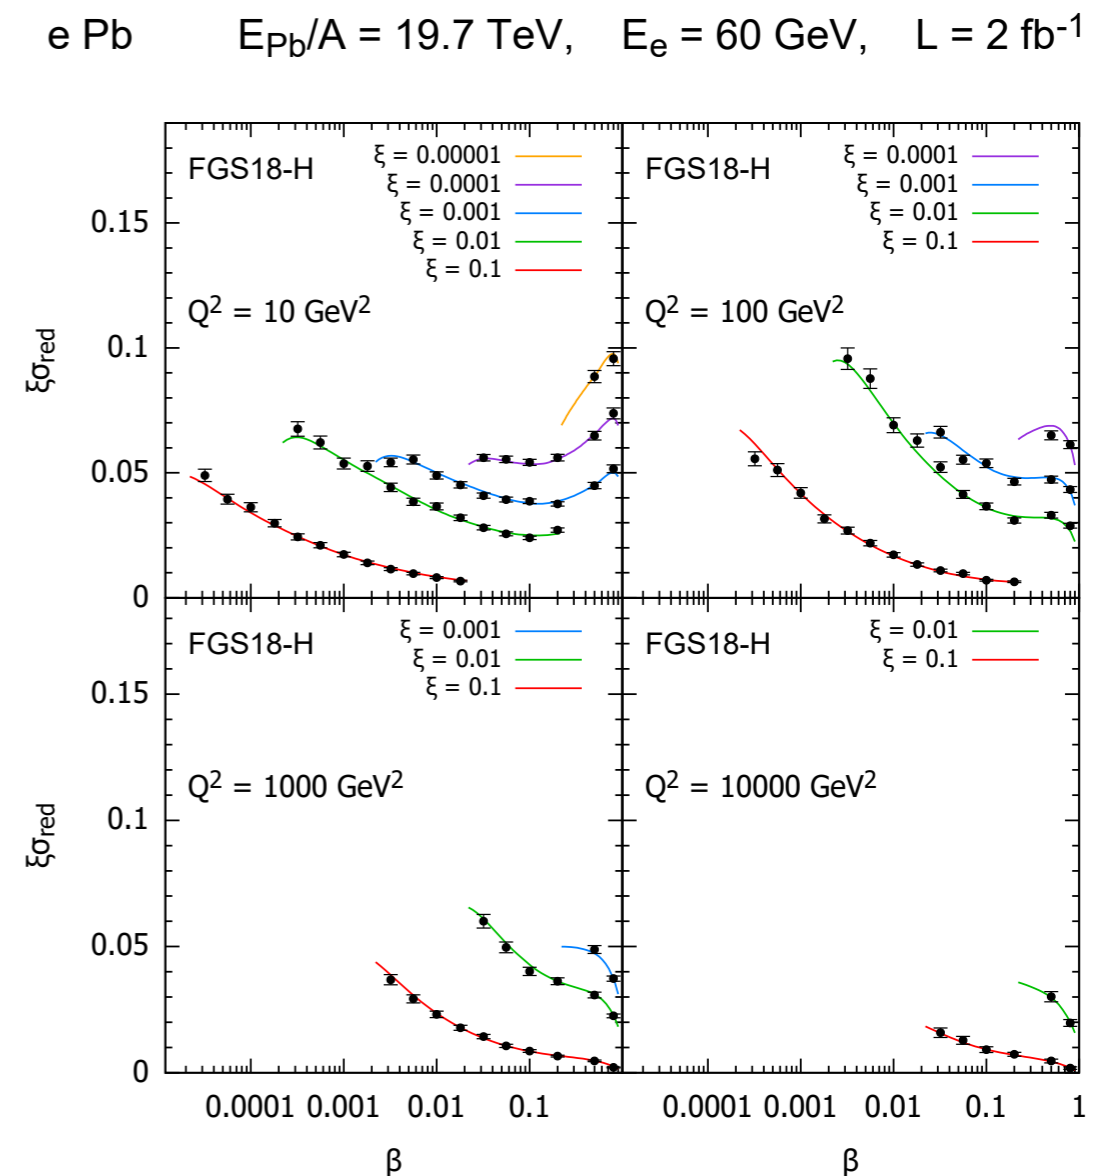 e Pb E_Pb/A = 19.7 TeV, E_e = 60 GeV, L = 2 fb⁻¹
FGS18-H
ξ = 0.00001
ξ = 0.0001
ξ = 0.001
ξ = 0.01
ξ = 0.1
Q² = 10 GeV²
FGS18-H
ξ = 0.0001
ξ = 0.001
ξ = 0.01
ξ = 0.1
Q² = 100 GeV²
0.15
0.1
0.05
0
ξσ_red
FGS18-H
ξ = 0.001
ξ = 0.01
ξ = 0.1
Q² = 1000 GeV²
FGS18-H
ξ = 0.01
ξ = 0.1
Q² = 10000 GeV²
0.15
0.1
0.05
0
ξσ_red
0.0001 0.001 0.01 0.1
0.0001 0.001 0.01 0.1 1
β
β